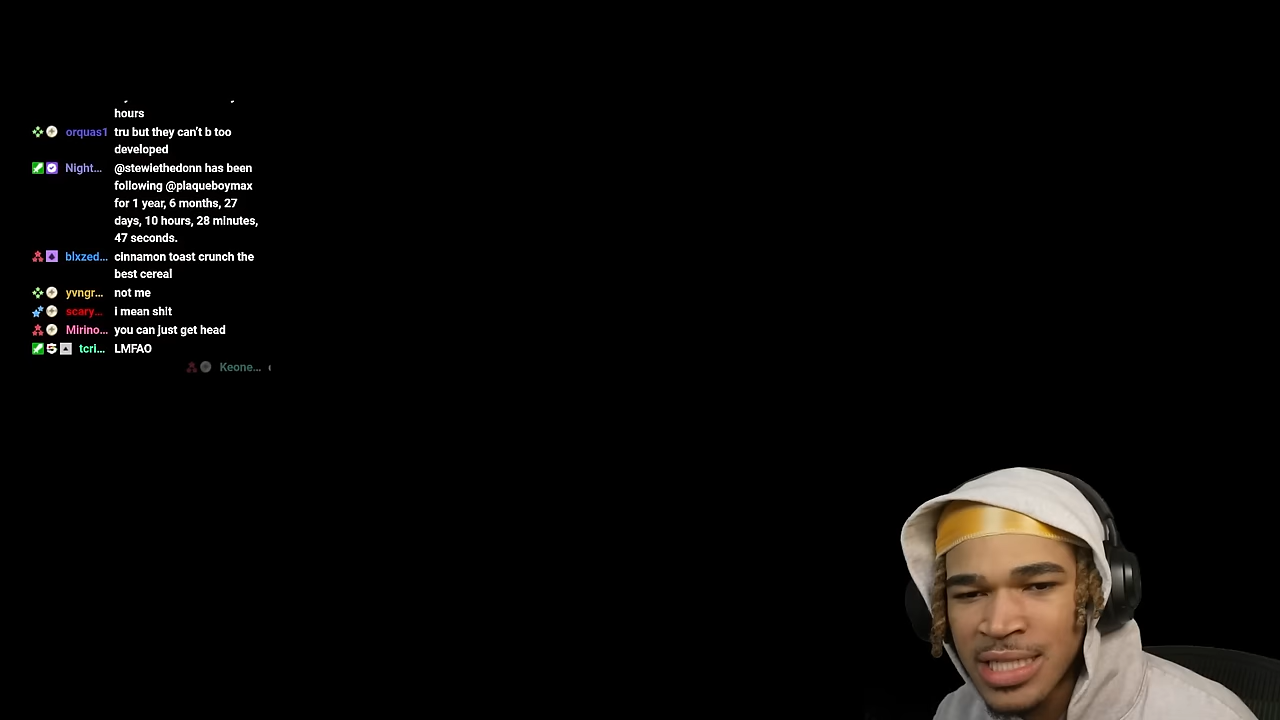 hours
orquas1 tru but they can't b too
developed
Night... @stewiethedonn has been
following @plaqueboymax
for 1 year, 6 months, 27
days, 10 hours, 28 minutes,
47 seconds.
blxzed... cinnamon toast crunch the
best cereal
yvngr... not me
scary... i mean shit
Mirino... you can just get head
tcri... LMFAO
Keone...